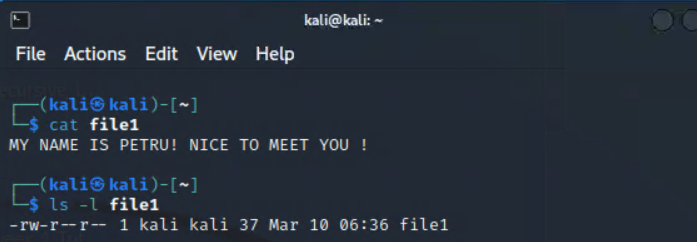 kali@kali: ~
File Actions Edit View Help
┌──(kali㉿kali)-[~]
└─$ cat file1
MY NAME IS PETRU! NICE TO MEET YOU !
┌──(kali㉿kali)-[~]
└─$ ls -l file1
-rw-r--r-- 1 kali kali 37 Mar 10 06:36 file1